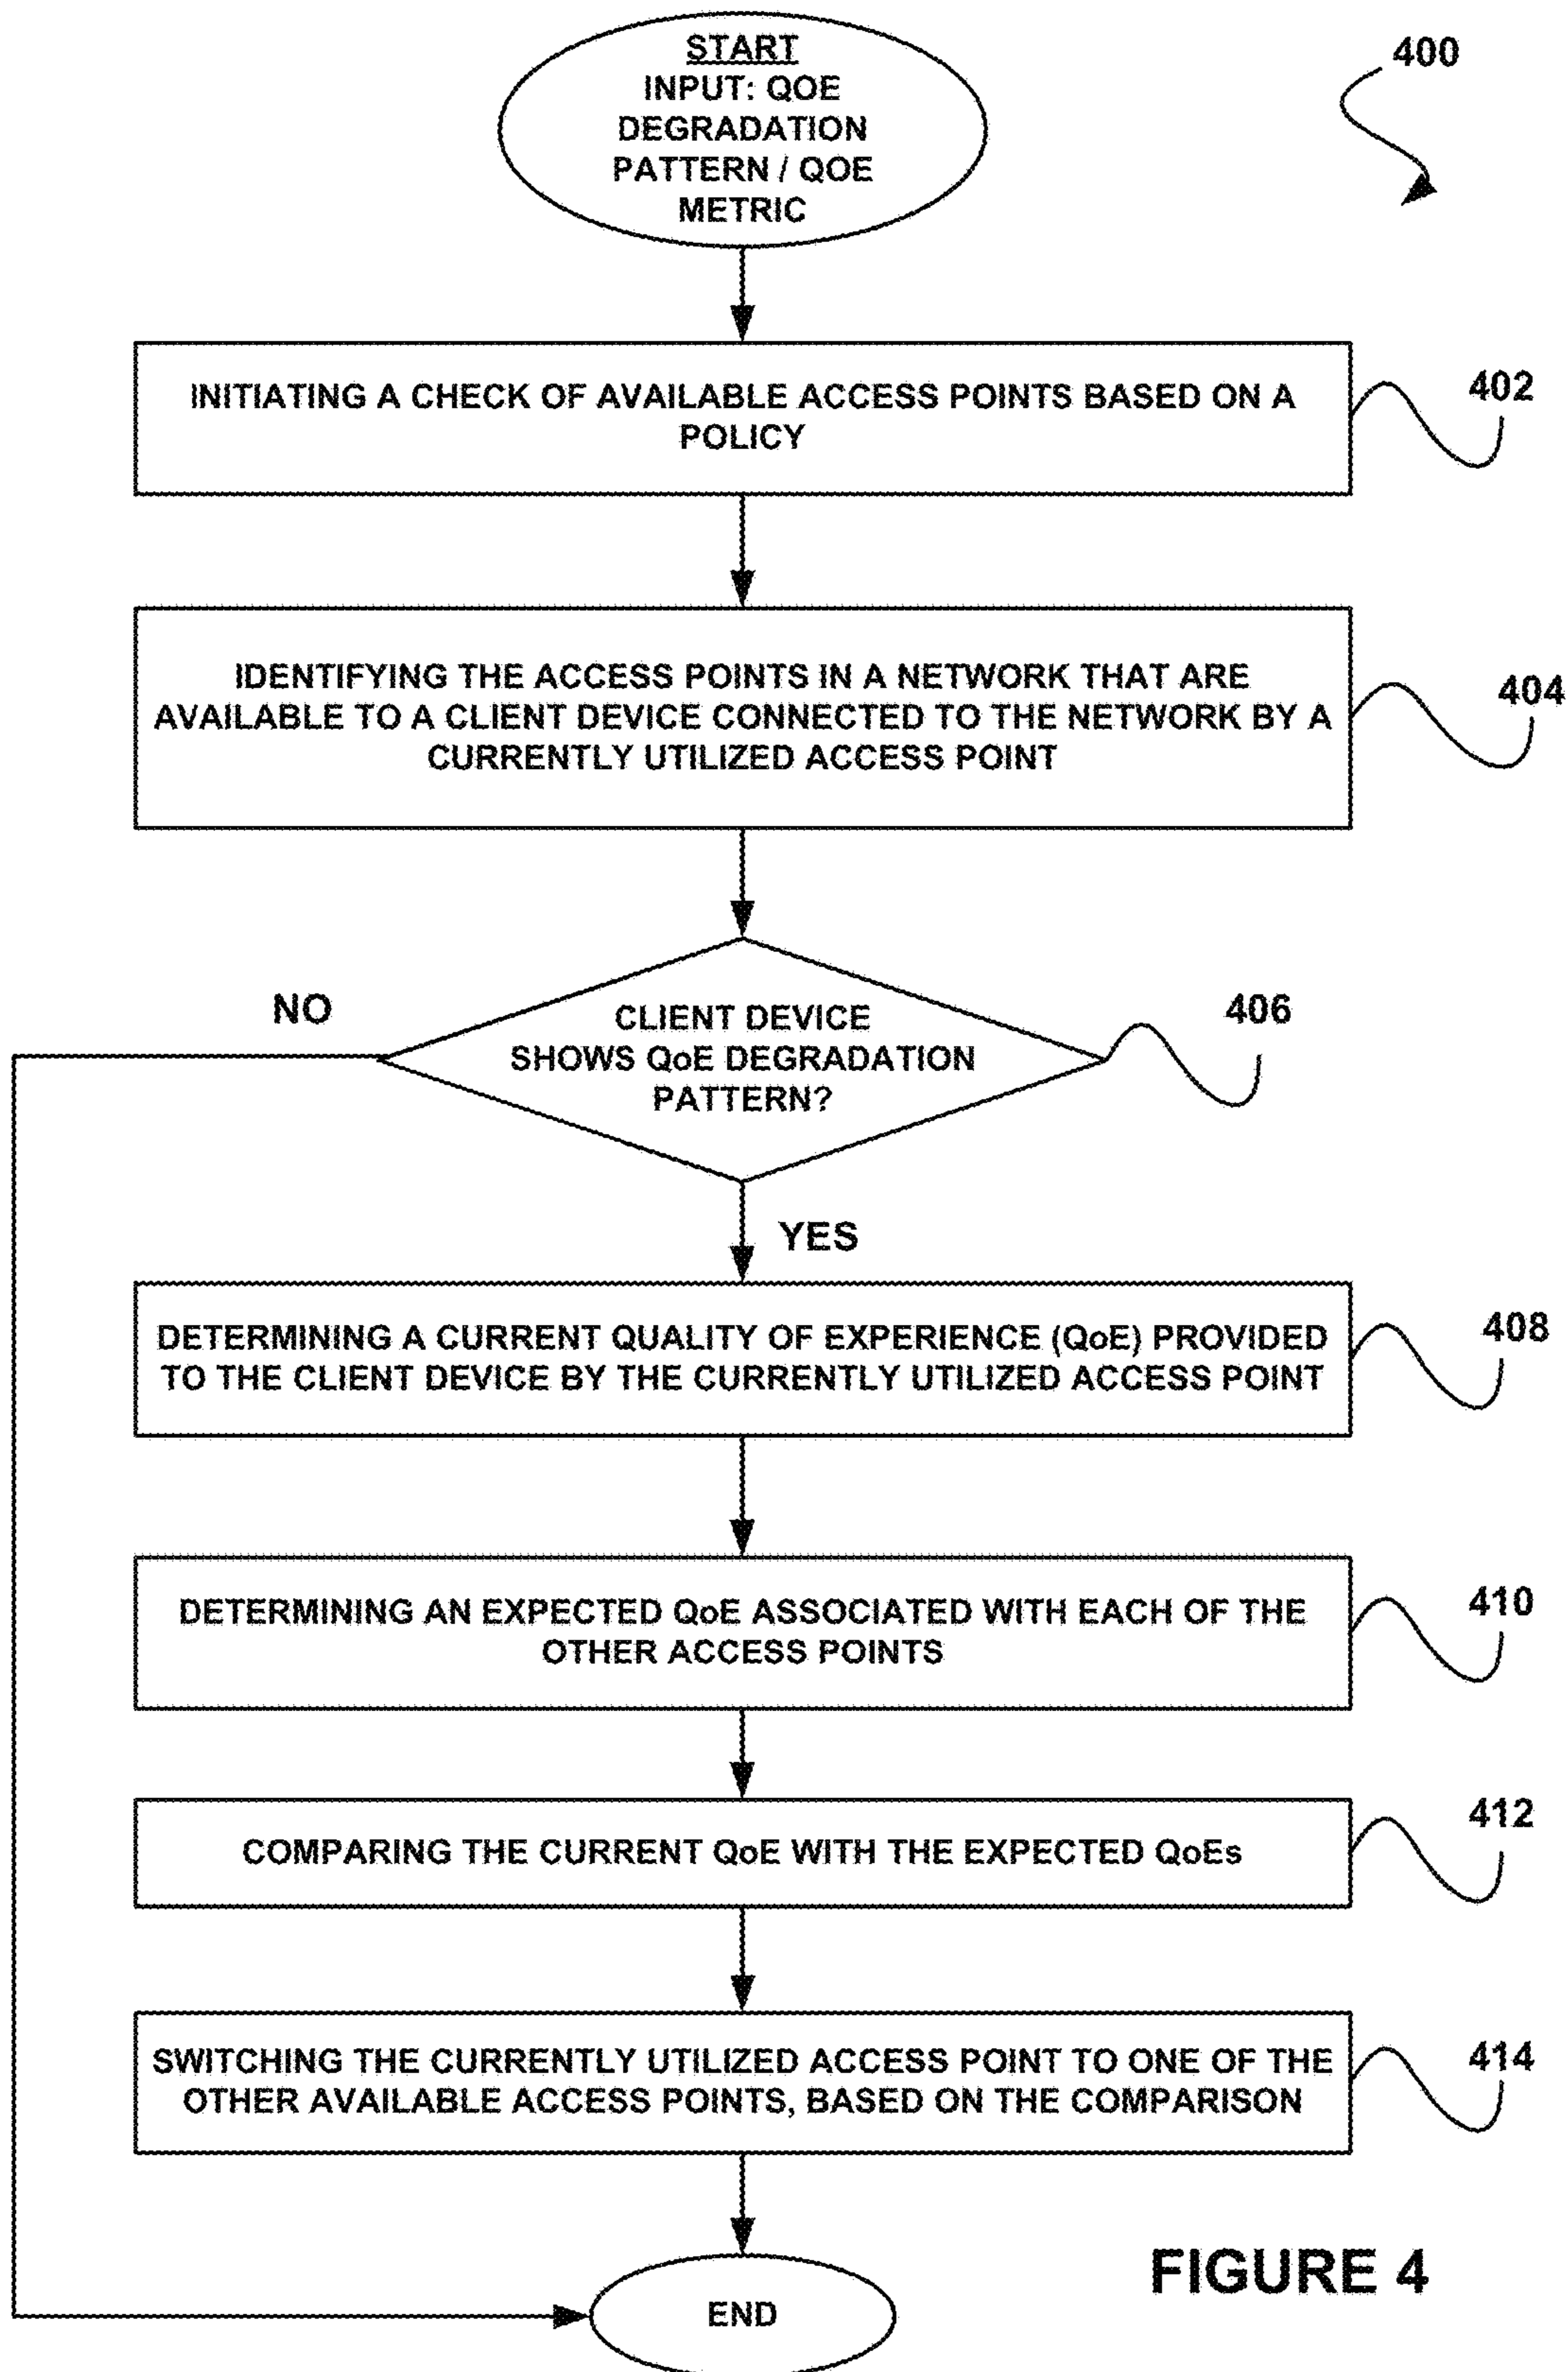 START
INPUT: QOE
DEGRADATION
PATTERN / QOE
METRIC
400
INITIATING A CHECK OF AVAILABLE ACCESS POINTS BASED ON A
POLICY
402
IDENTIFYING THE ACCESS POINTS IN A NETWORK THAT ARE
AVAILABLE TO A CLIENT DEVICE CONNECTED TO THE NETWORK BY A
CURRENTLY UTILIZED ACCESS POINT
404
NO
CLIENT DEVICE
SHOWS QoE DEGRADATION
PATTERN?
406
YES
DETERMINING A CURRENT QUALITY OF EXPERIENCE (QoE) PROVIDED
TO THE CLIENT DEVICE BY THE CURRENTLY UTILIZED ACCESS POINT
408
DETERMINING AN EXPECTED QoE ASSOCIATED WITH EACH OF THE
OTHER ACCESS POINTS
410
COMPARING THE CURRENT QoE WITH THE EXPECTED QoEs
412
SWITCHING THE CURRENTLY UTILIZED ACCESS POINT TO ONE OF THE
OTHER AVAILABLE ACCESS POINTS, BASED ON THE COMPARISON
414
END
FIGURE 4